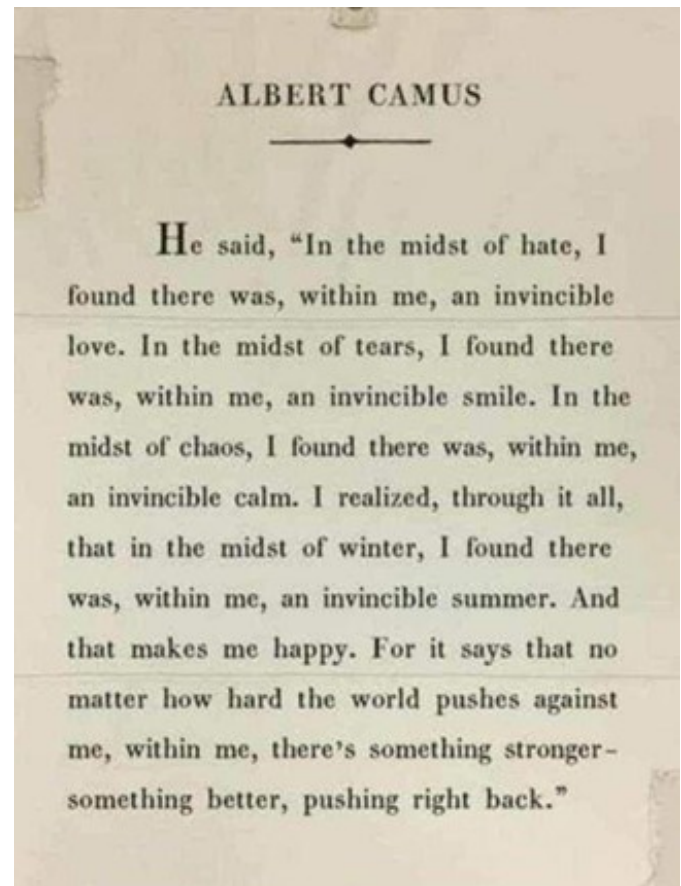 ALBERT CAMUS
He said, “In the midst of hate, I
found there was, within me, an invincible
love. In the midst of tears, I found there
was, within me, an invincible smile. In the
midst of chaos, I found there was, within me,
an invincible calm. I realized, through it all,
that in the midst of winter, I found there
was, within me, an invincible summer. And
that makes me happy. For it says that no
matter how hard the world pushes against
me, within me, there’s something stronger–
something better, pushing right back.”